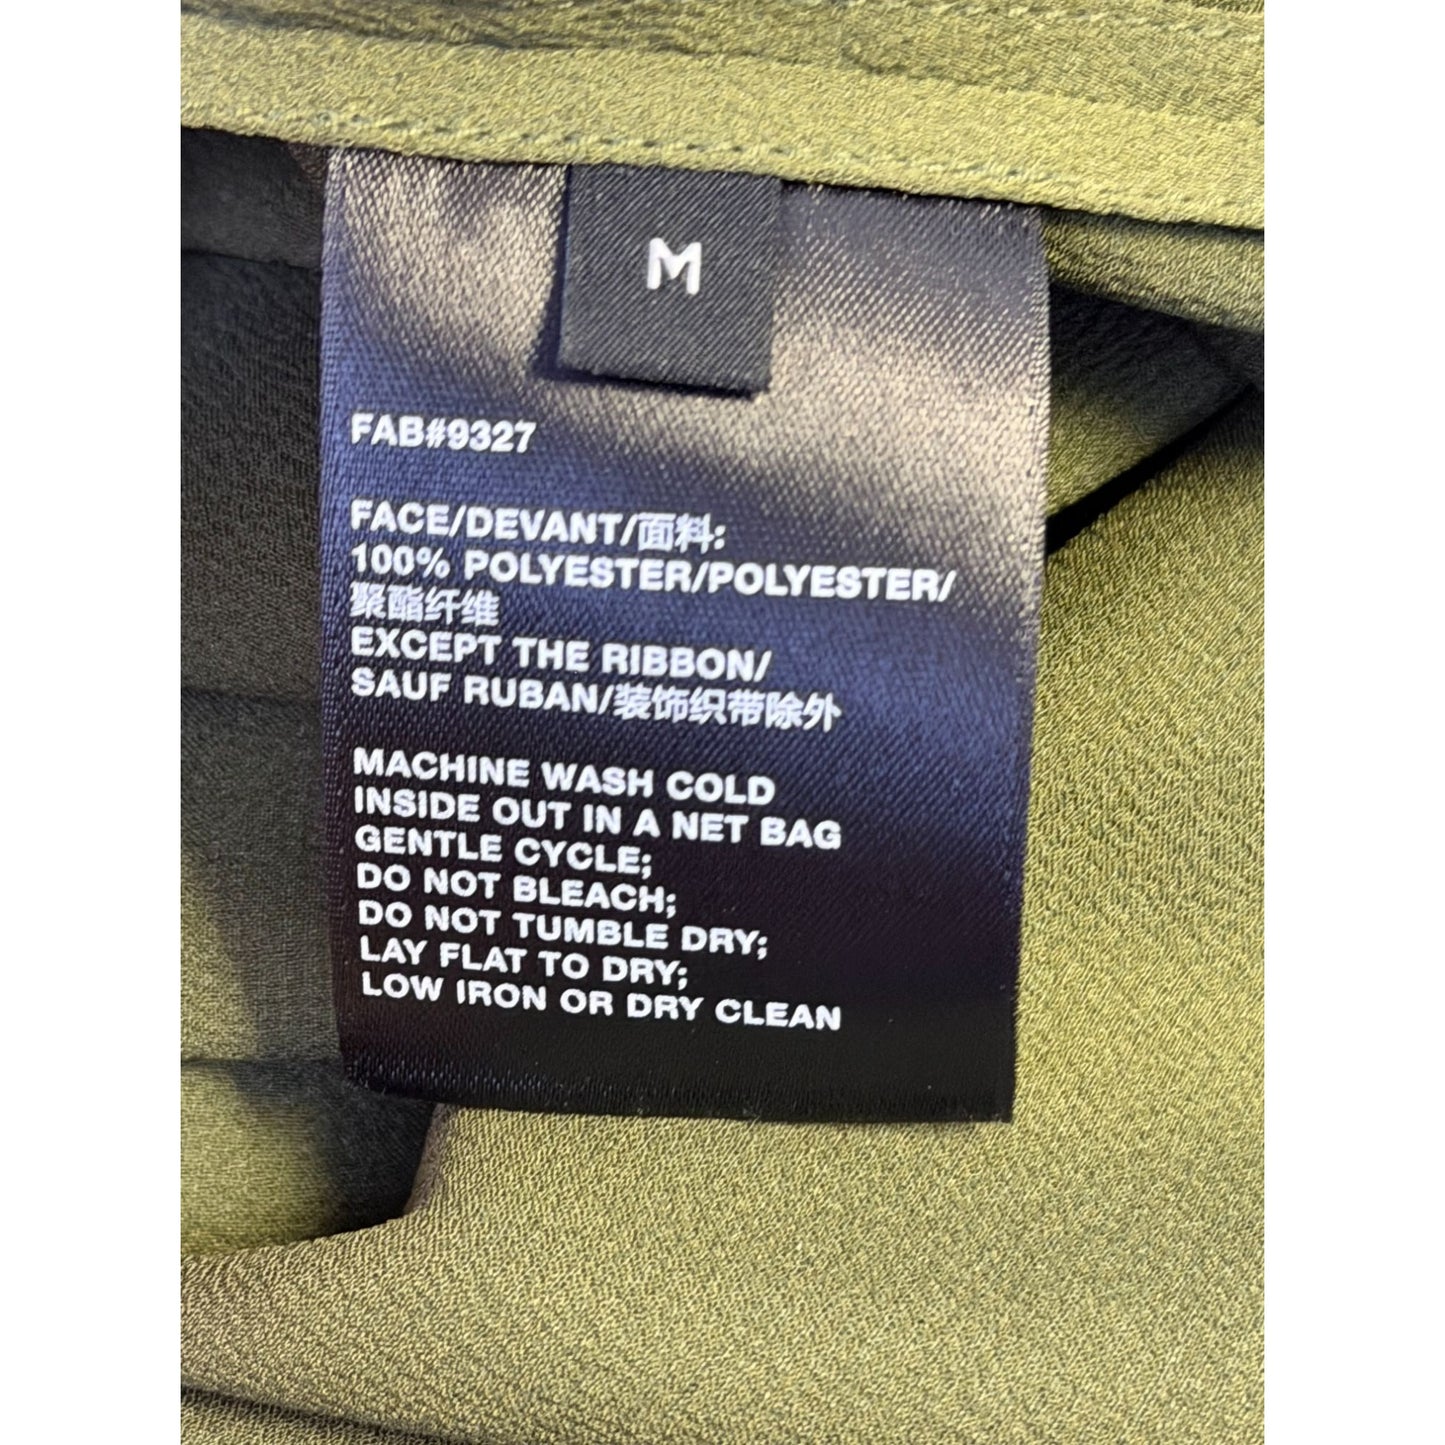 M
FAB#9327
FACE/DEVANT/面料:
100% POLYESTER/POLYESTER/
聚酯纤维
EXCEPT THE RIBBON/
SAUF RUBAN/装饰织带除外
MACHINE WASH COLD
INSIDE OUT IN A NET BAG
GENTLE CYCLE;
DO NOT BLEACH;
DO NOT TUMBLE DRY;
LAY FLAT TO DRY;
LOW IRON OR DRY CLEAN